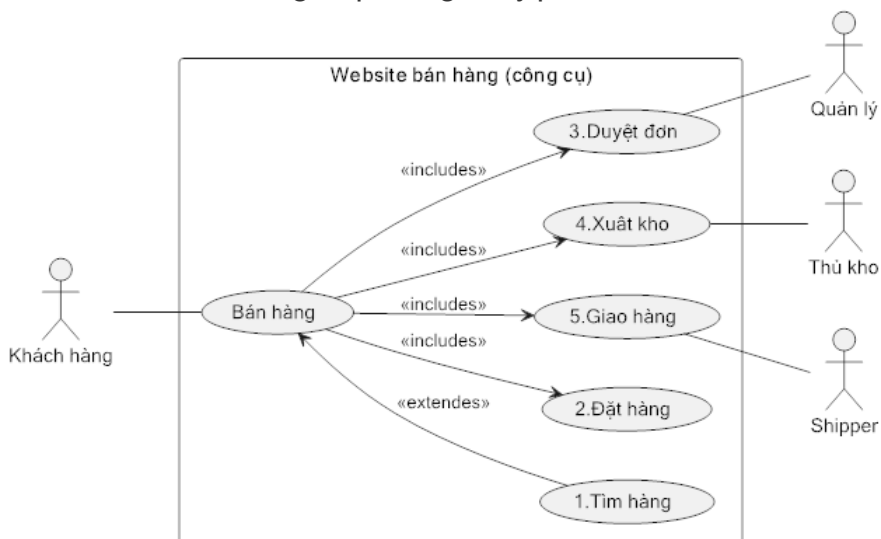 Quản lý
Website bán hàng (công cụ)
3.Duyệt đơn
«includes»
4.Xuât kho
Thủ kho
«includes»
Bán hàng
«includes»
5.Giao hàng
Khách hàng
«includes»
«extendes»
2.Đặt hàng
Shipper
1.Tìm hàng